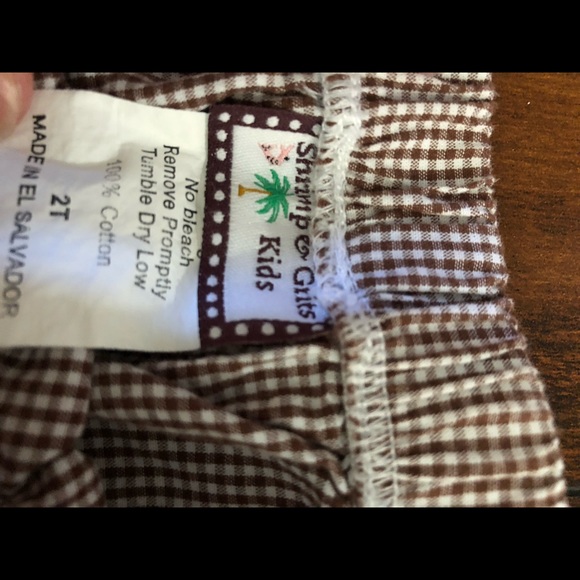 Shrimp & Grits
Kids
No bleach
Remove Promptly
Tumble Dry Low
100% Cotton
2T
MADE IN EL SALVADOR